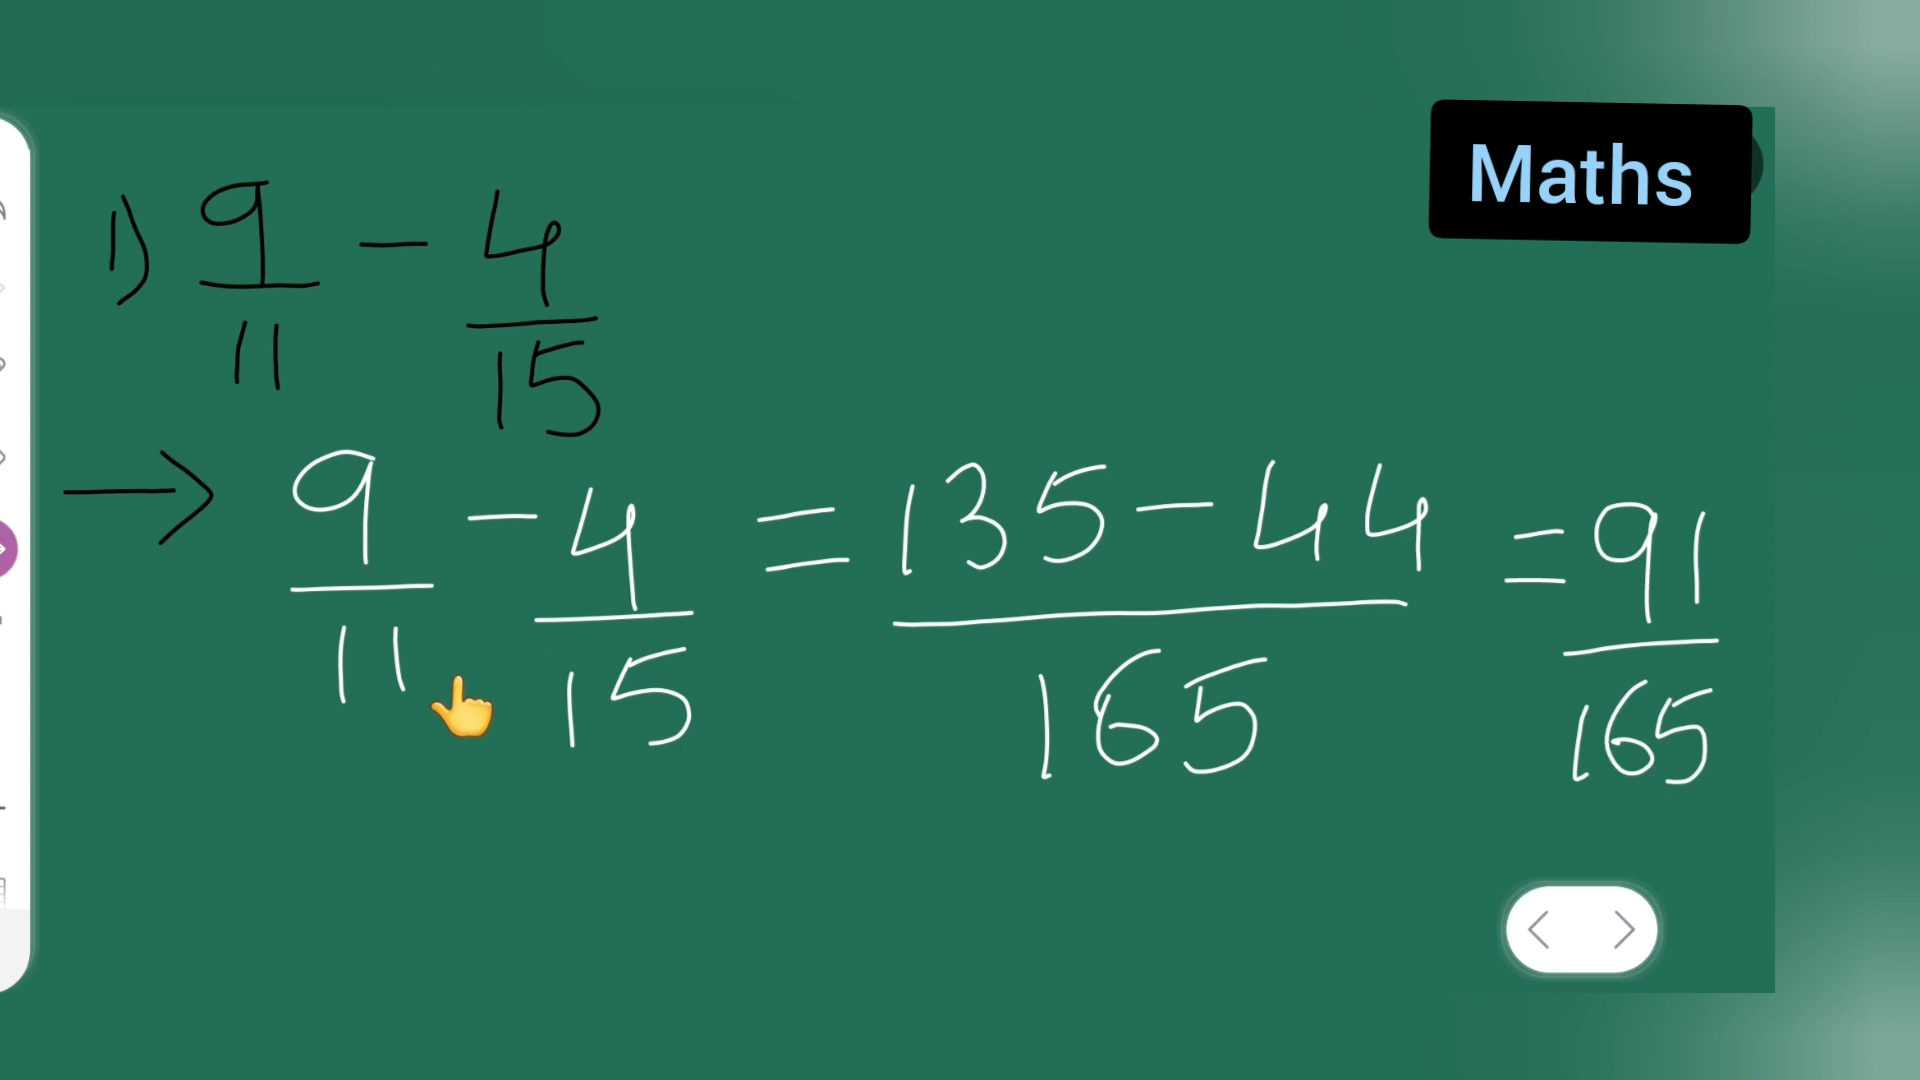 Maths
1) 9/11 - 4/15
→ 9/11 - 4/15 = 135-44/165 = 91/165